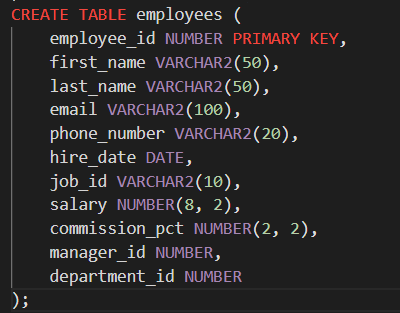 CREATE TABLE employees (
    employee_id NUMBER PRIMARY KEY,
    first_name VARCHAR2(50),
    last_name VARCHAR2(50),
    email VARCHAR2(100),
    phone_number VARCHAR2(20),
    hire_date DATE,
    job_id VARCHAR2(10),
    salary NUMBER(8, 2),
    commission_pct NUMBER(2, 2),
    manager_id NUMBER,
    department_id NUMBER
);